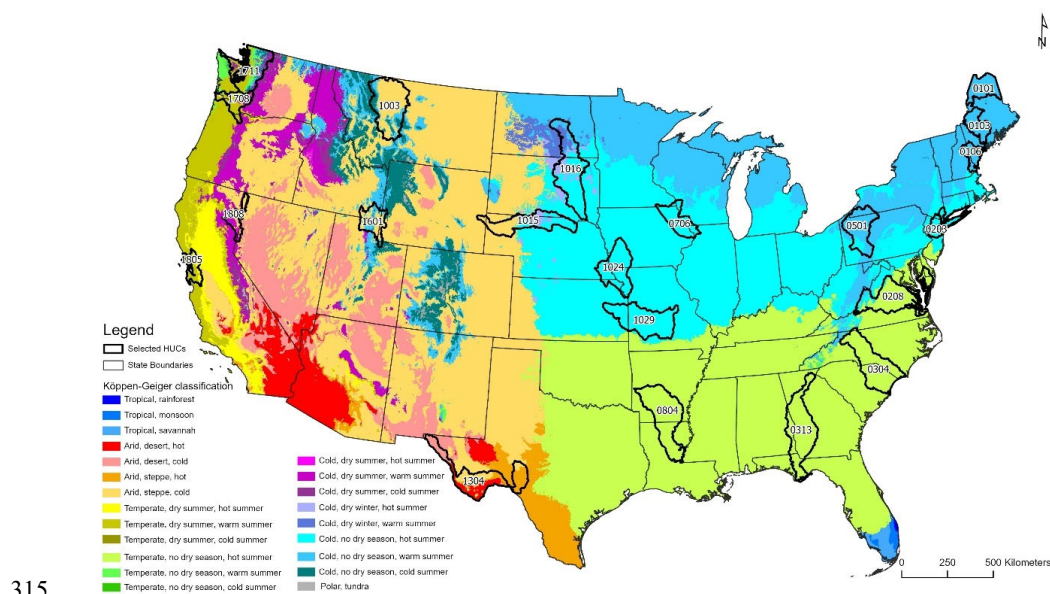 N
1711
1708
1003
0101
0103
0106
1016
1808
1601
1015
0706
0501
0203
1805
1024
0208
1029
0304
0804
0313
1304
Legend
Selected HUCs
State Boundaries
Köppen-Geiger classification
Tropical, rainforest
Tropical, monsoon
Tropical, savannah
Arid, desert, hot
Arid, desert, cold
Arid, steppe, hot
Arid, steppe, cold
Temperate, dry summer, hot summer
Temperate, dry summer, warm summer
Temperate, dry summer, cold summer
Temperate, no dry season, hot summer
Temperate, no dry season, warm summer
Temperate, no dry season, cold summer
Cold, dry summer, hot summer
Cold, dry summer, warm summer
Cold, dry summer, cold summer
Cold, dry winter, hot summer
Cold, dry winter, warm summer
Cold, no dry season, hot summer
Cold, no dry season, warm summer
Cold, no dry season, cold summer
Polar, tundra
0 250 500 Kilometers
315